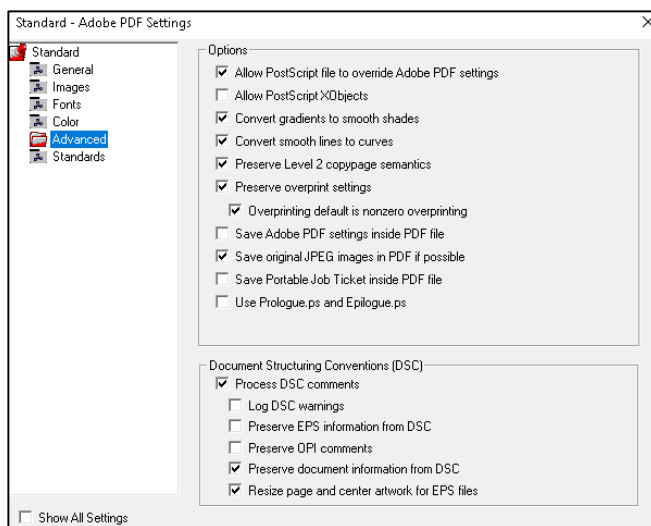 Standard - Adobe PDF Settings
Standard
General
Images
Fonts
Color
Advanced
Standards
Show All Settings
Options
Allow PostScript file to override Adobe PDF settings
Allow PostScript XObjects
Convert gradients to smooth shades
Convert smooth lines to curves
Preserve Level 2 copypage semantics
Preserve overprint settings
Overprinting default is nonzero overprinting
Save Adobe PDF settings inside PDF file
Save original JPEG images in PDF if possible
Save Portable Job Ticket inside PDF file
Use Prologue.ps and Epilogue.ps
Document Structuring Conventions (DSC)
Process DSC comments
Log DSC warnings
Preserve EPS information from DSC
Preserve OPI comments
Preserve document information from DSC
Resize page and center artwork for EPS files